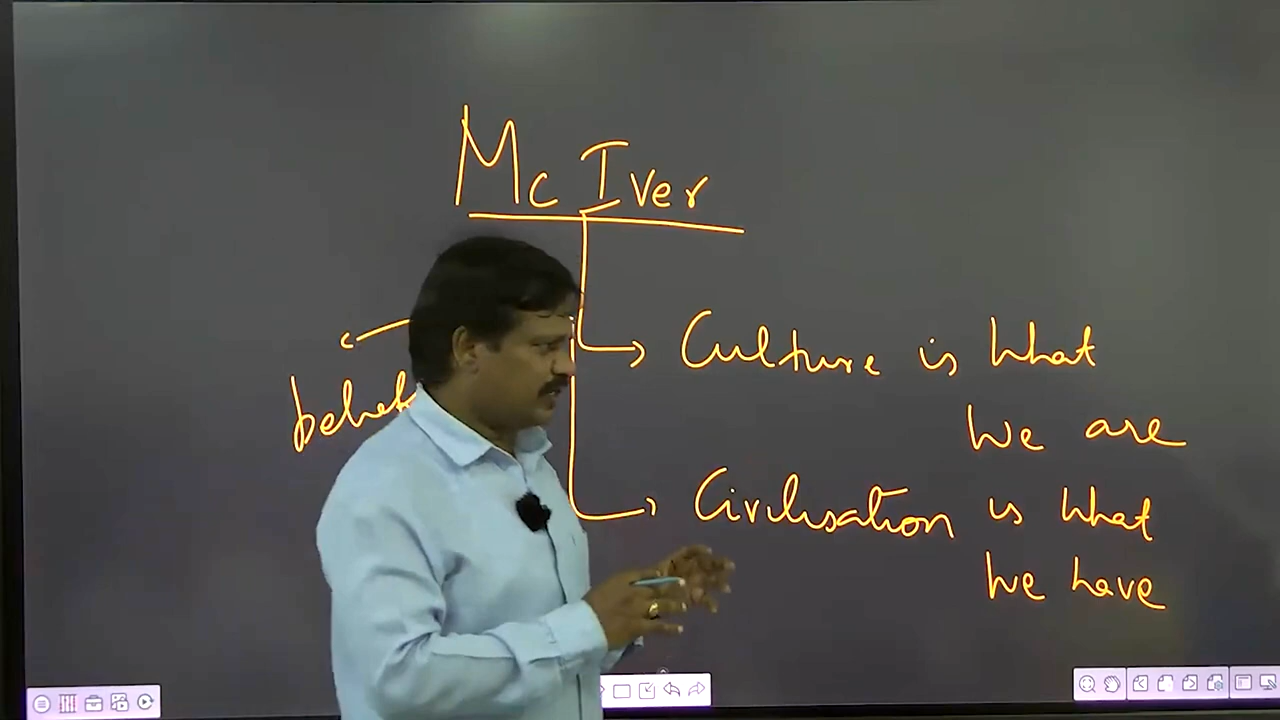 Mc Iver
Culture is what
we are
Civilisation is what
we have